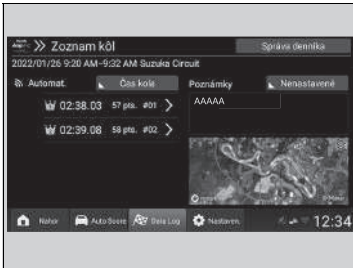 Zoznam kôl
Správa denníka
2022/01/26 9:20 AM-9:32 AM Suzuka Circuit
Automat.
Čas kola
Poznámky
Nenastavené
02:38.03 57 pts. #01
AAAAA
02:39.08 58 pts. #02
Nahor
Auto Score
Data Log
Nastaven.
12:34